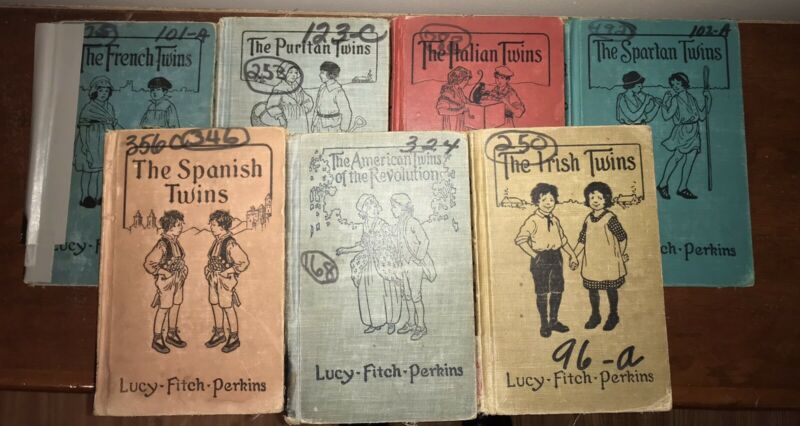 101-A
The French Twins
123-C
The Puritan Twins
253
The Italian Twins
102-A
The Spartan Twins
Lucy-F
tch-Perkins
356 346
The Spanish
Twins
Lucy-Fitch-Perkins
324
The American Twins
of the Revolution
168
Lucy-Fitch-Perkins
250
The Irish Twins
96-a
Lucy-Fitch-Perkins